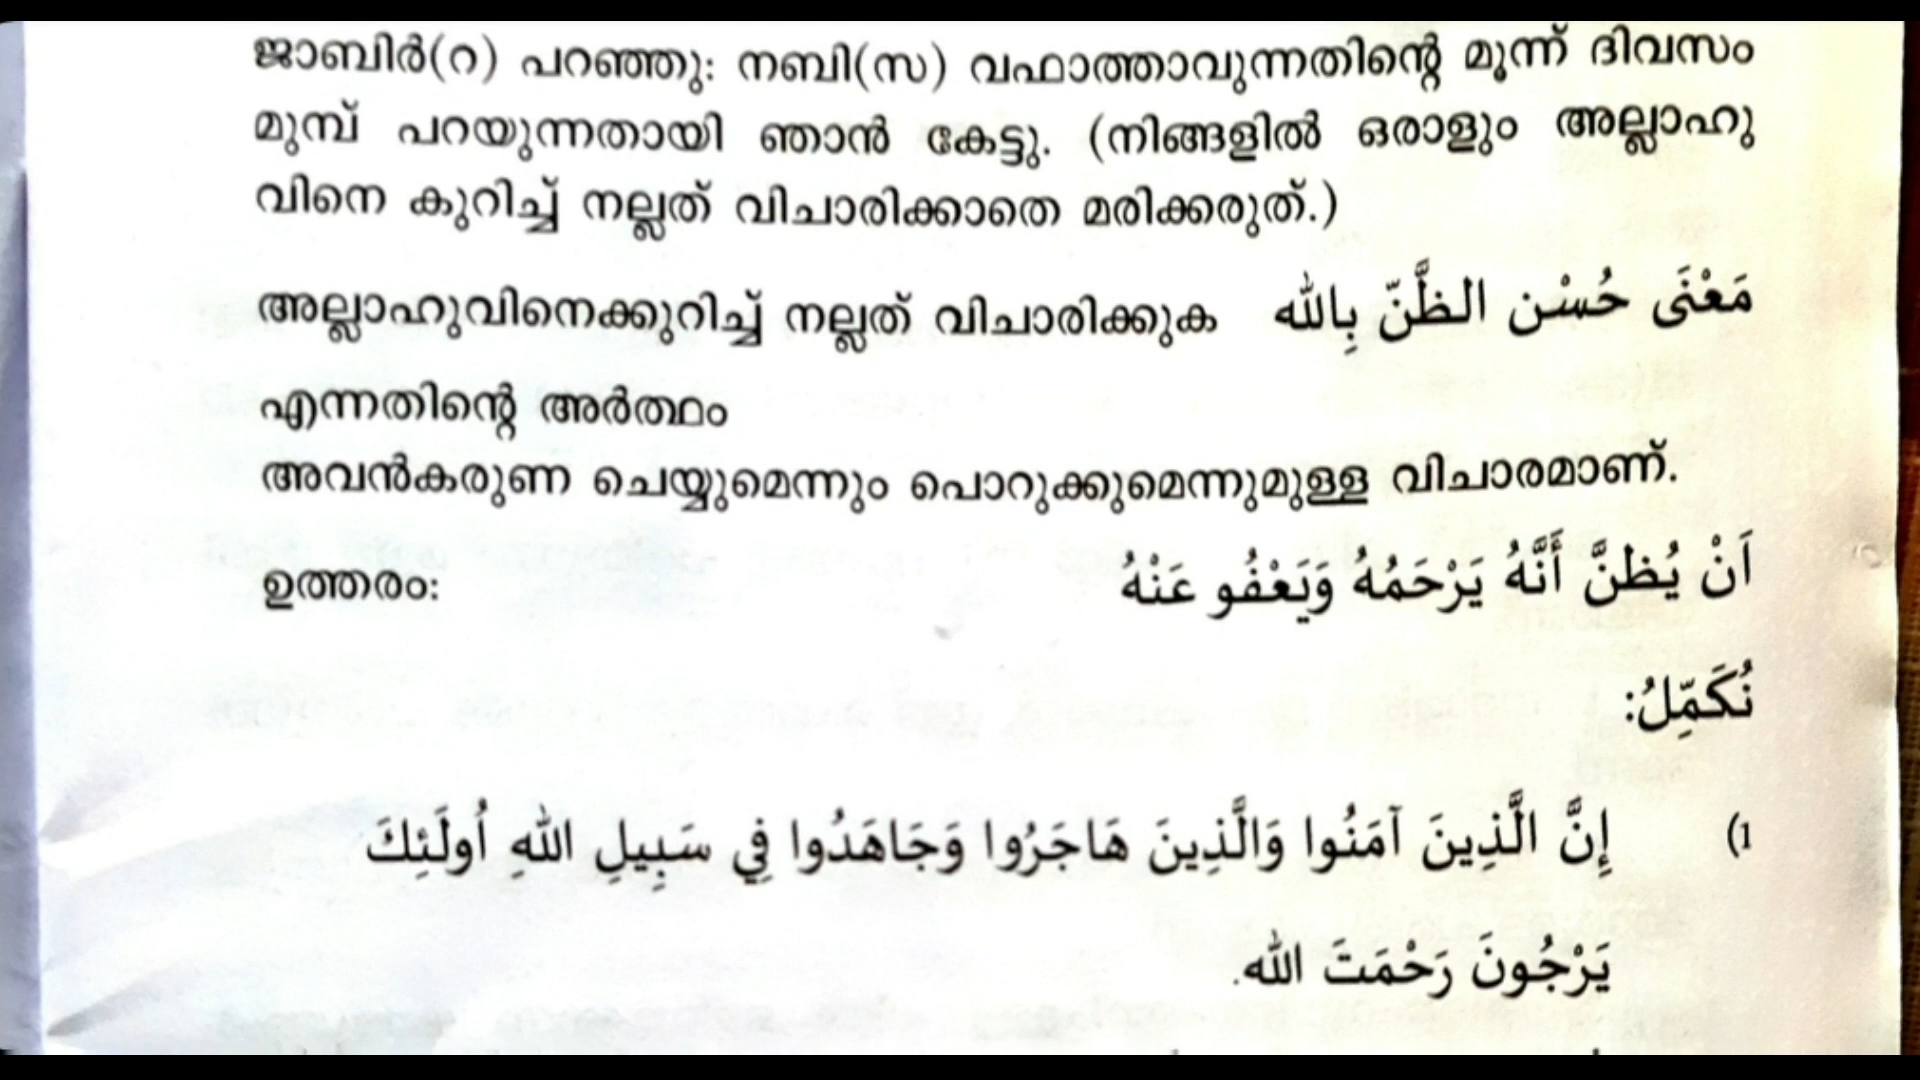 ജാബിർ(റ) പറഞ്ഞു: നബി(സ) വഫാത്താവുന്നതിന്റെ മൂന്ന് ദിവസം
മുമ്പ് പറയുന്നതായി ഞാൻ കേട്ടു. (നിങ്ങളിൽ ഒരാളും അല്ലാഹു
വിനെ കുറിച്ച് നല്ലത് വിചാരിക്കാതെ മരിക്കരുത്.)
അല്ലാഹുവിനെക്കുറിച്ച് നല്ലത് വിചാരിക്കുക مَعْنَى حُسْن الظَّنّ بِالله
എന്നതിന്റെ അർത്ഥം
അവൻകരുണ ചെയ്യുമെന്നും പൊറുക്കുമെന്നുമുള്ള വിചാരമാണ്.
ഉത്തരം: اَنْ يُظنَّ أَنَّهُ يَرْحَمُهُ وَيَعْفُو عَنْهُ
نُكَمِّلُ:
1) إِنَّ الَّذِينَ آمَنُوا وَالَّذِينَ هَاجَرُوا وَجَاهَدُوا فِي سَبِيلِ اللهِ أُولَئِكَ
يَرْجُونَ رَحْمَتَ الله.